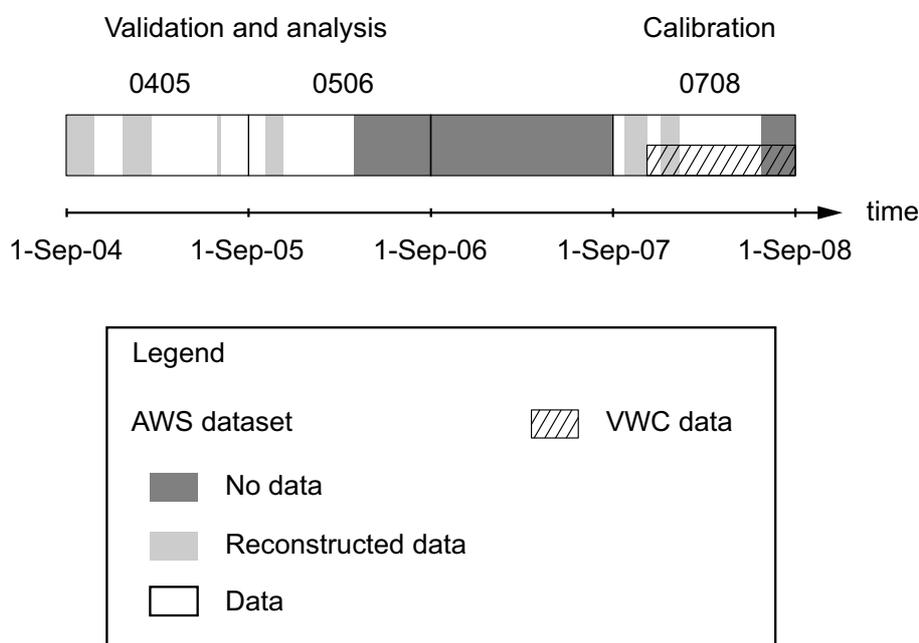 Validation and analysis Calibration
0405 0506 0708
time
1-Sep-04 1-Sep-05 1-Sep-06 1-Sep-07 1-Sep-08
Legend
AWS dataset VWC data
No data
Reconstructed data
Data